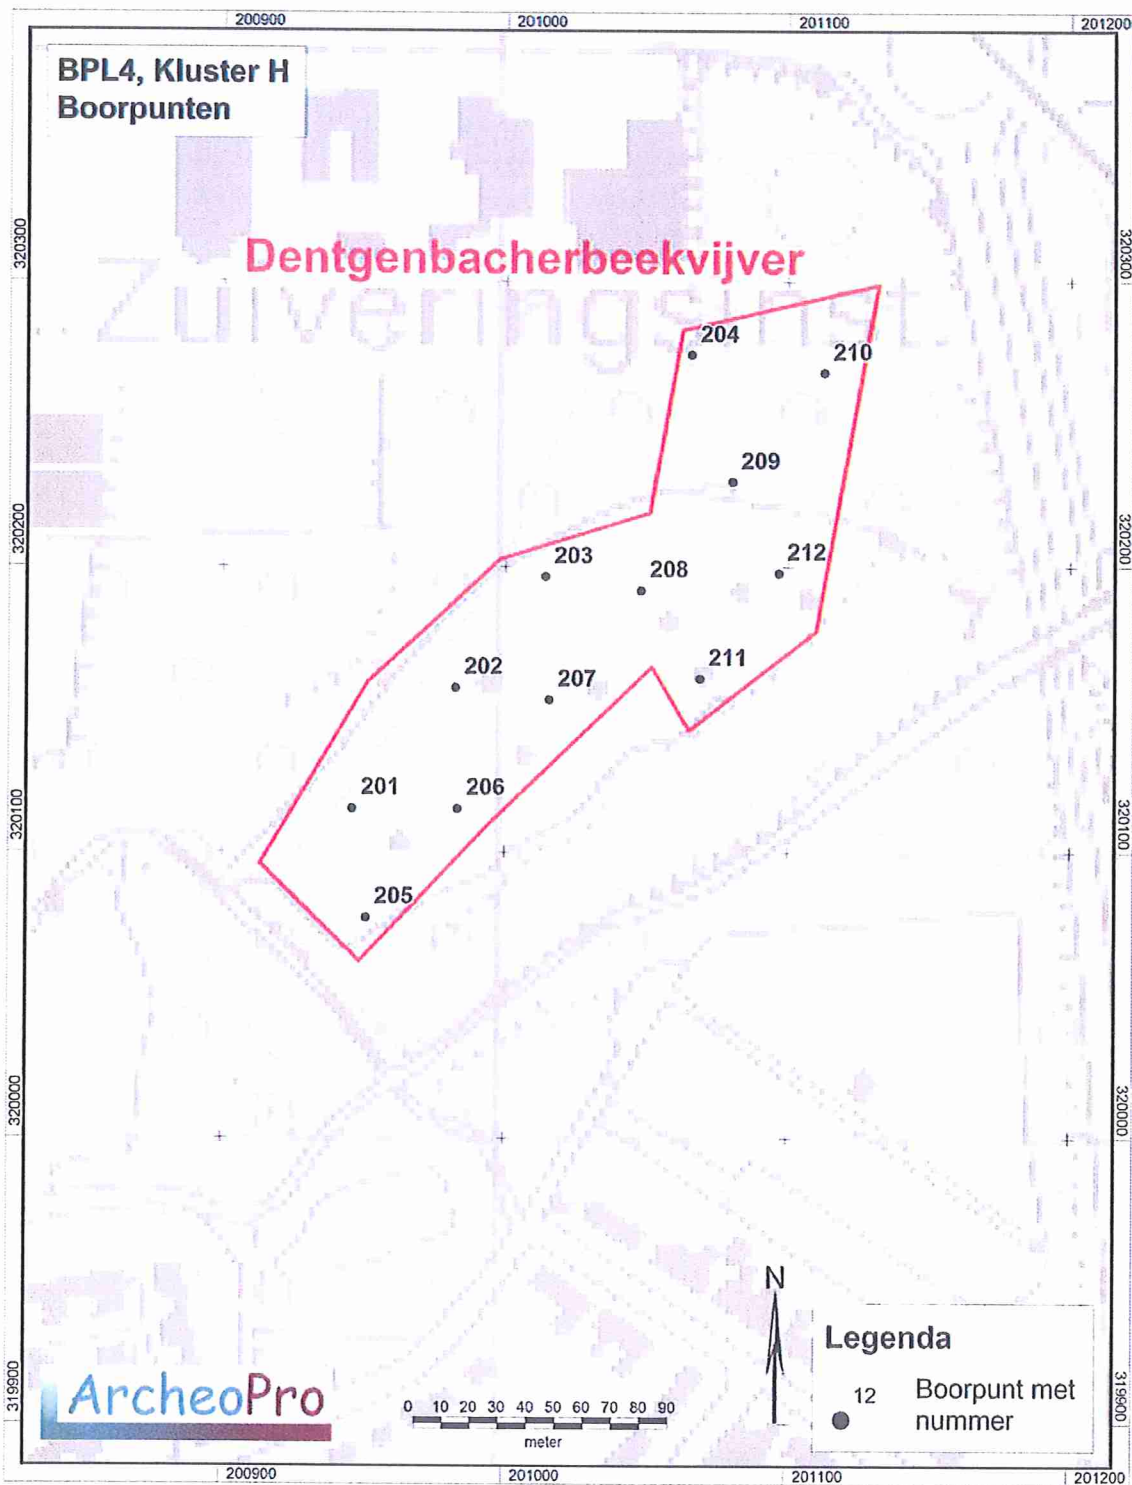 200900
201000
201100
201200
BPL4, Kluster H
Boorpunten
320300
320300
Dentgenbacherbeekvijver
Zuiveringsinst.
204
210
209
320200
320200
203
208
212
202
207
211
201
206
320100
320100
205
320000
320000
N
Legenda
12
Boorpunt met
nummer
ArcheoPro
0 10 20 30 40 50 60 70 80 90
meter
319900
319900
200900
201000
201100
201200